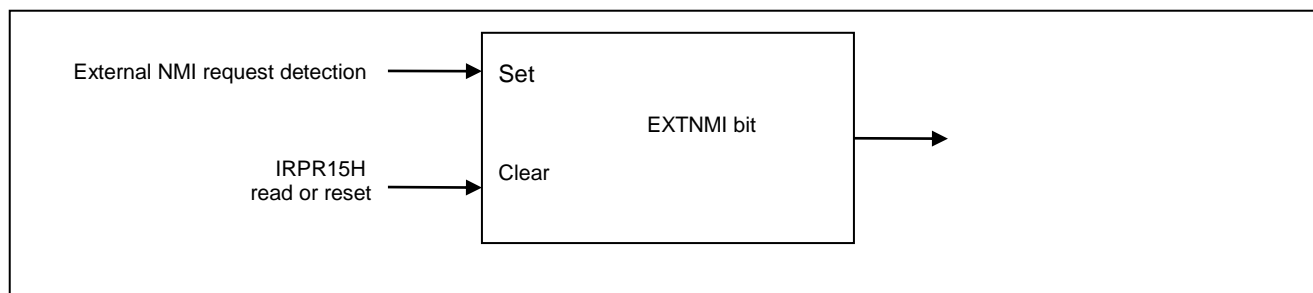 External NMI request detection
Set
EXTNMI bit
IRPR15H
read or reset
Clear